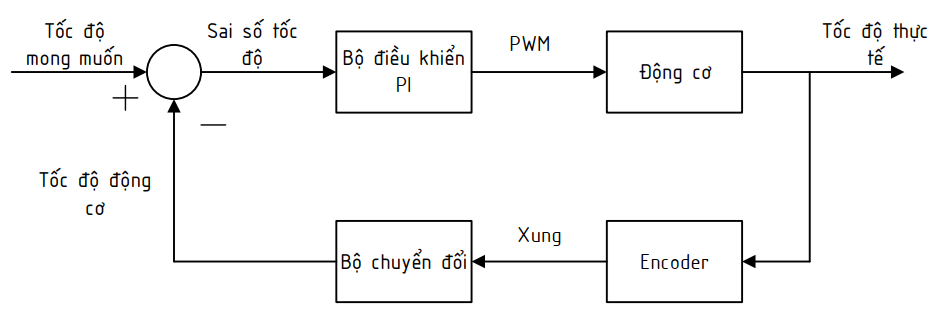 Tốc độ
mong muốn
Sai số tốc
độ
Bộ điều khiển
PI
PWM
Động cơ
Tốc độ thực
tế
+
—
Tốc độ động
cơ
Bộ chuyển đổi
Xung
Encoder